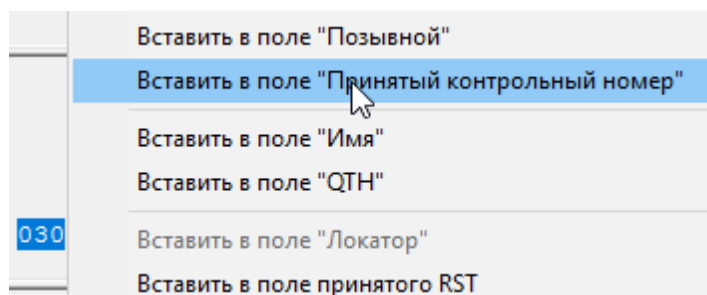 Вставить в поле "Позывной"
Вставить в поле "Принятый контрольный номер"
Вставить в поле "Имя"
Вставить в поле "QTH"
030
Вставить в поле "Локатор"
Вставить в поле принятого RST